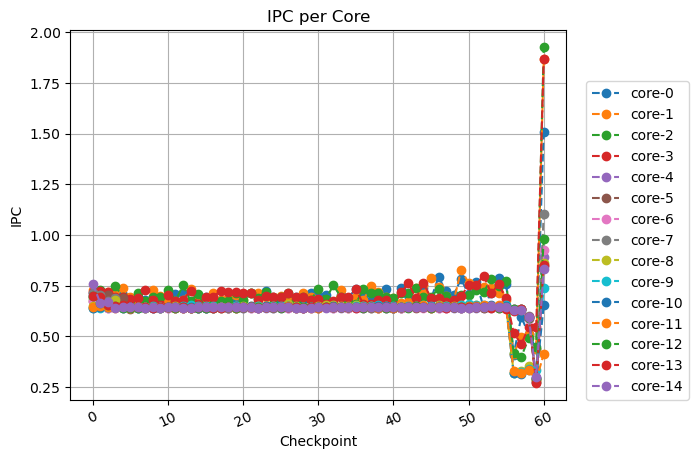 IPC per Core
2.00
1.75
1.50
1.25
1.00
0.75
0.50
0.25
IPC
0
10
20
30
40
50
60
Checkpoint
core-0
core-1
core-2
core-3
core-4
core-5
core-6
core-7
core-8
core-9
core-10
core-11
core-12
core-13
core-14